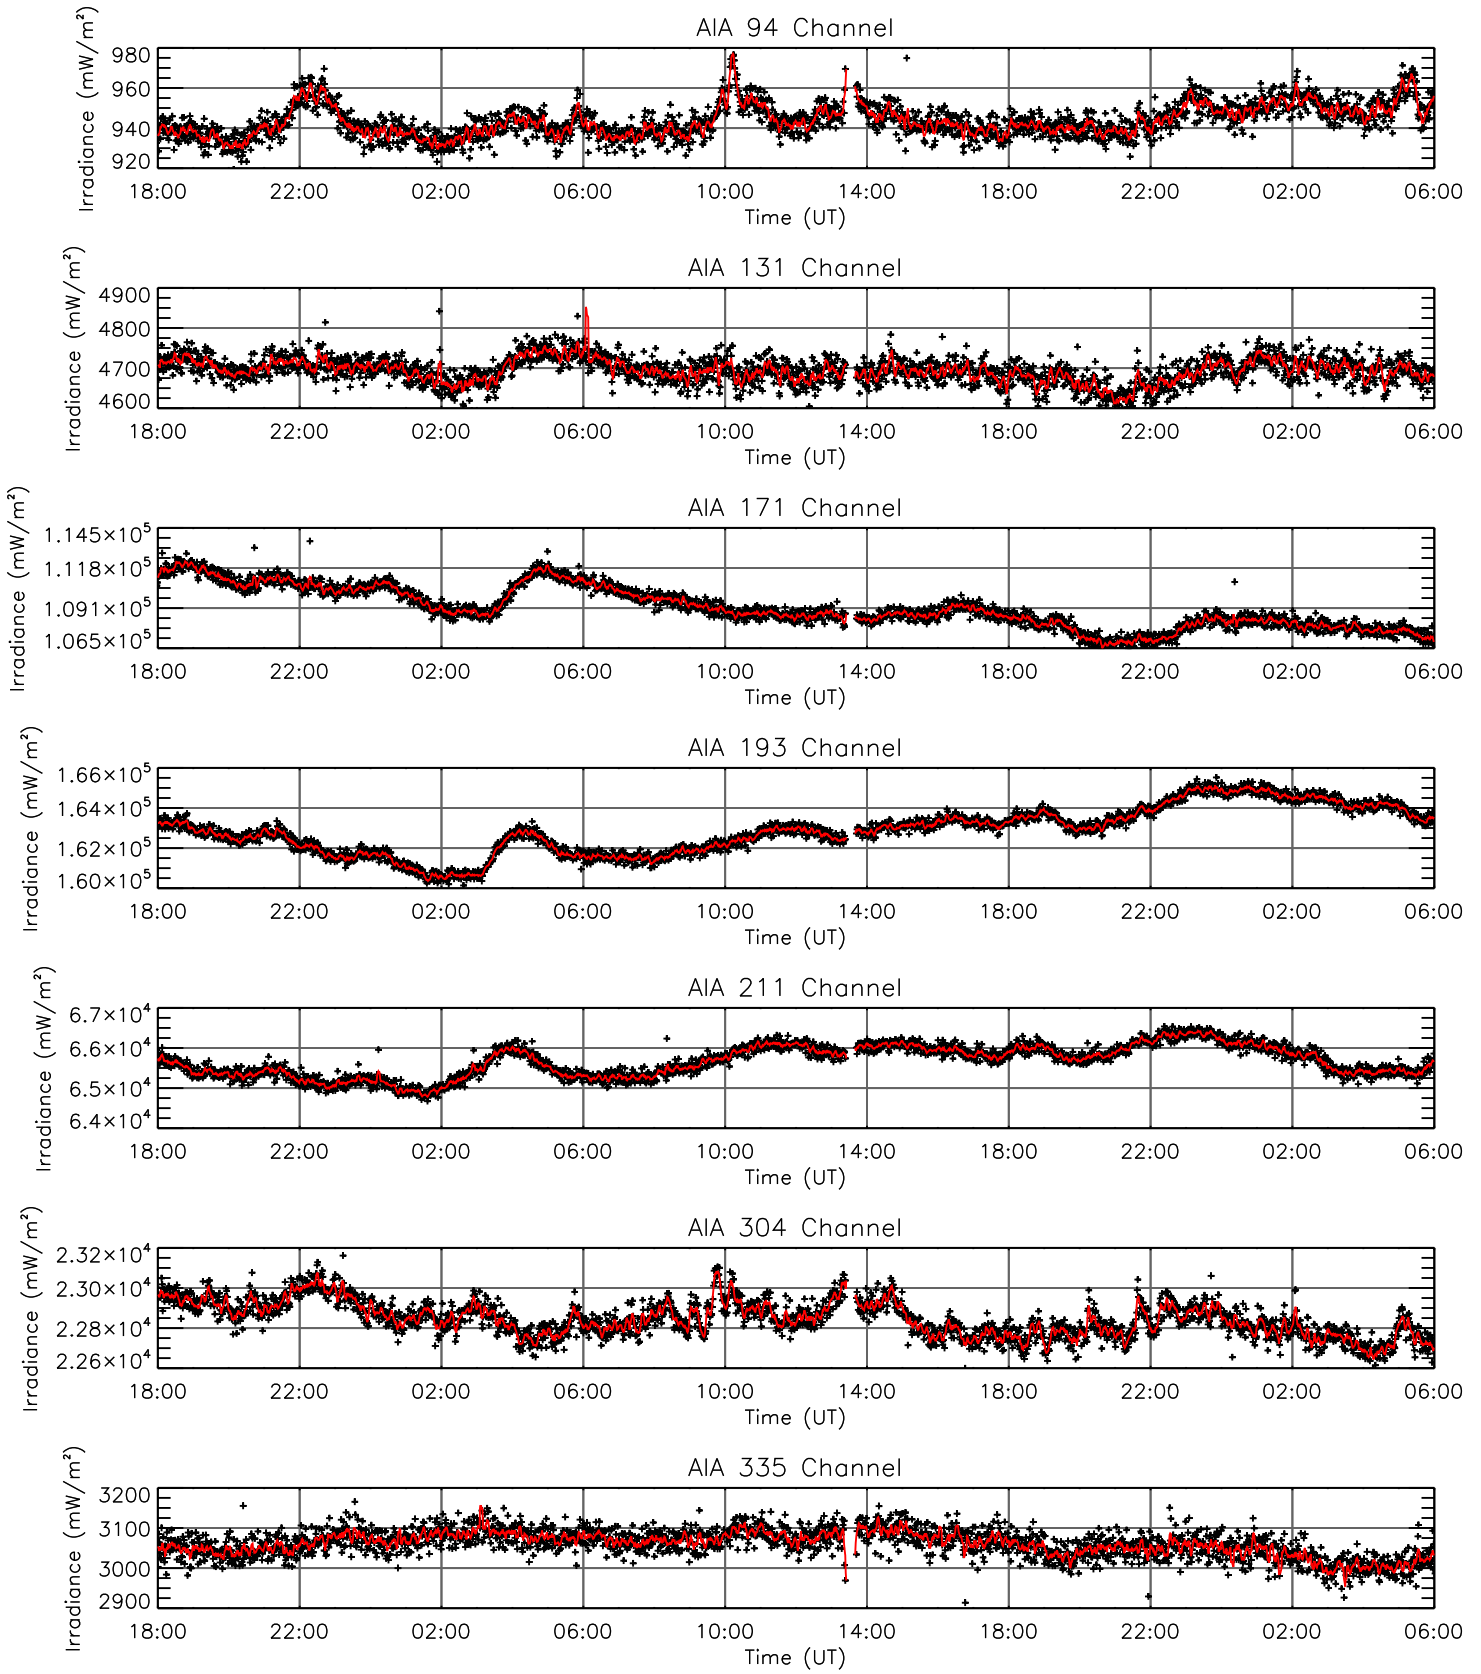 AIA 94 Channel
Irradiance (mW/m²)
980
960
940
920
18:00 22:00 02:00 06:00 10:00 14:00 18:00 22:00 02:00 06:00
Time (UT)
AIA 131 Channel
Irradiance (mW/m²)
4900
4800
4700
4600
18:00 22:00 02:00 06:00 10:00 14:00 18:00 22:00 02:00 06:00
Time (UT)
AIA 171 Channel
Irradiance (mW/m²)
1.145×10⁵
1.118×10⁵
1.091×10⁵
1.065×10⁵
18:00 22:00 02:00 06:00 10:00 14:00 18:00 22:00 02:00 06:00
Time (UT)
AIA 193 Channel
Irradiance (mW/m²)
1.66×10⁵
1.64×10⁵
1.62×10⁵
1.60×10⁵
18:00 22:00 02:00 06:00 10:00 14:00 18:00 22:00 02:00 06:00
Time (UT)
AIA 211 Channel
Irradiance (mW/m²)
6.7×10⁴
6.6×10⁴
6.5×10⁴
6.4×10⁴
18:00 22:00 02:00 06:00 10:00 14:00 18:00 22:00 02:00 06:00
Time (UT)
AIA 304 Channel
Irradiance (mW/m²)
2.32×10⁴
2.30×10⁴
2.28×10⁴
2.26×10⁴
18:00 22:00 02:00 06:00 10:00 14:00 18:00 22:00 02:00 06:00
Time (UT)
AIA 335 Channel
Irradiance (mW/m²)
3200
3100
3000
2900
18:00 22:00 02:00 06:00 10:00 14:00 18:00 22:00 02:00 06:00
Time (UT)